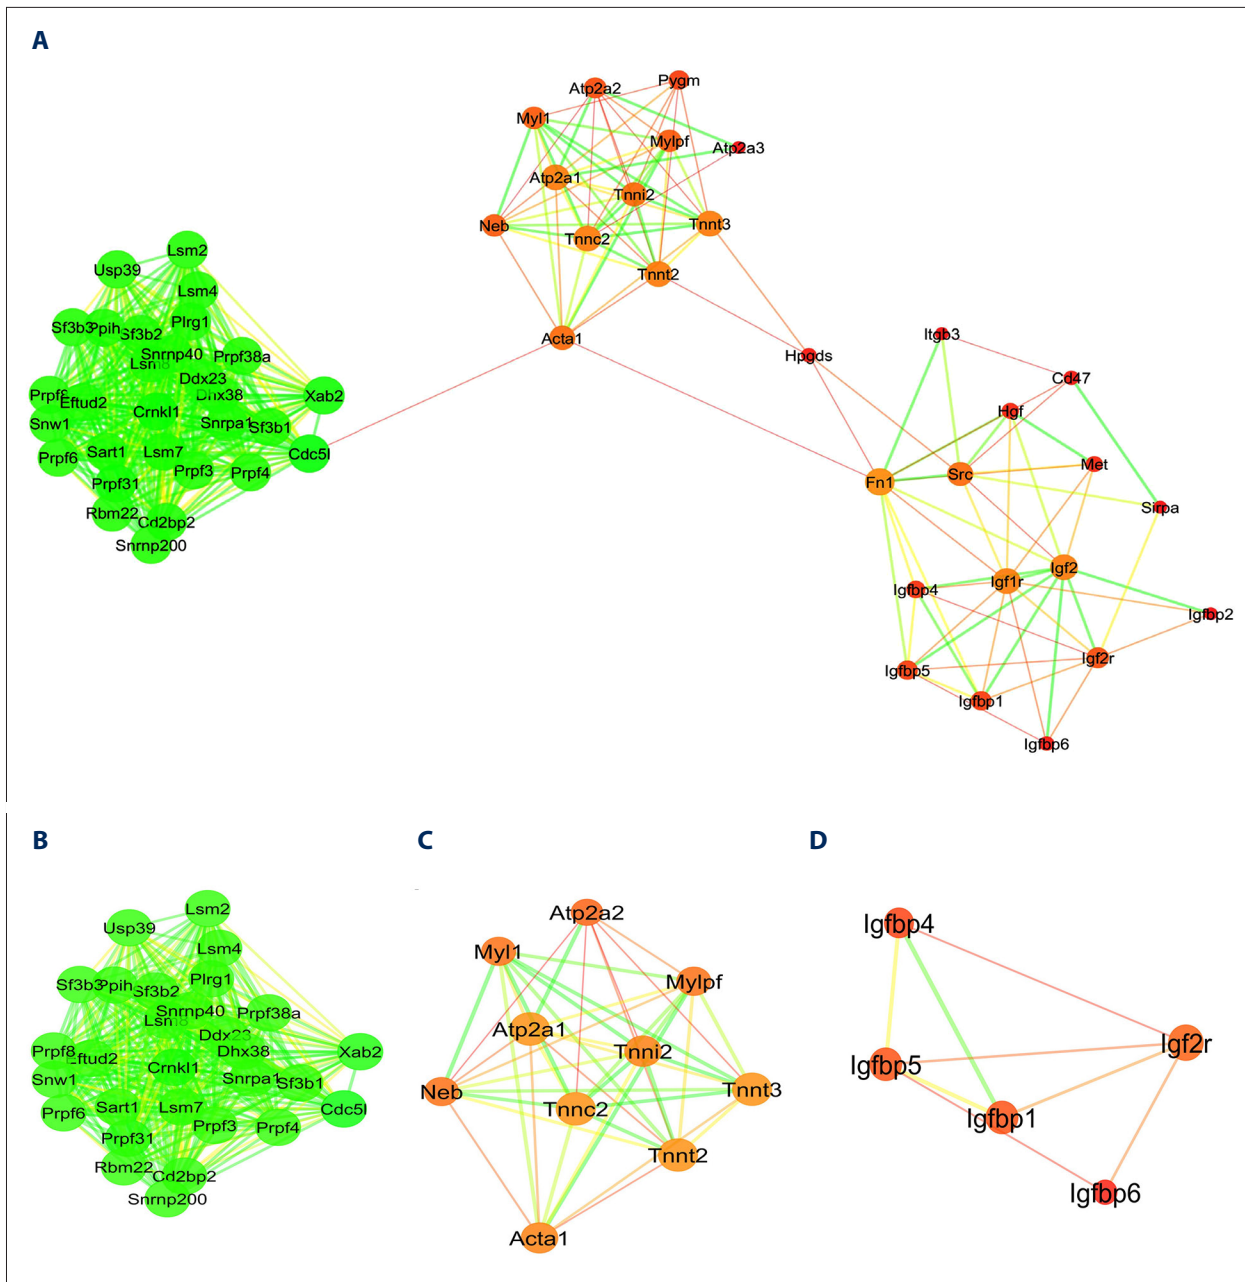 A
Atp2a2
Pygm
Myl1
Mylpf
Atp2a3
Atp2a1
Tnni2
Neb
Tnnc2
Tnnt3
Tnnt2
Acta1
Hpgds
Lsm2
Usp39
Lsm4
Sf3b3
Ppih
Sf3b2
Plrg1
Snrnp40
Prpf38a
Lsm8
Ddx23
Dhx38
Xab2
Prpf8
Eftud2
Crnkl1
Snw1
Snrpa1
Sf3b1
Prpf6
Sart1
Lsm7
Cdc5l
Prpf3
Prpf4
Prpf31
Rbm22
Cd2bp2
Snrnp200
Itgb3
Cd47
Hgf
Met
Fn1
Src
Sirpa
Igf2
Igf1r
Igfbp4
Igfbp2
Igf2r
Igfbp5
Igfbp1
Igfbp6
B
Lsm2
Usp39
Lsm4
Sf3b3
Ppih
Sf3b2
Plrg1
Snrnp40
Prpf38a
Lsm8
Ddx23
Prpf8
Eftud2
Dhx38
Xab2
Crnkl1
Snw1
Snrpa1
Sf3b1
Prpf6
Sart1
Lsm7
Cdc5l
Prpf3
Prpf4
Prpf31
Rbm22
Cd2bp2
Snrnp200
C
Atp2a2
Myl1
Mylpf
Atp2a1
Tnni2
Neb
Tnnc2
Tnnt3
Tnnt2
Acta1
D
Igfbp4
Igf2r
Igfbp5
Igfbp1
Igfbp6